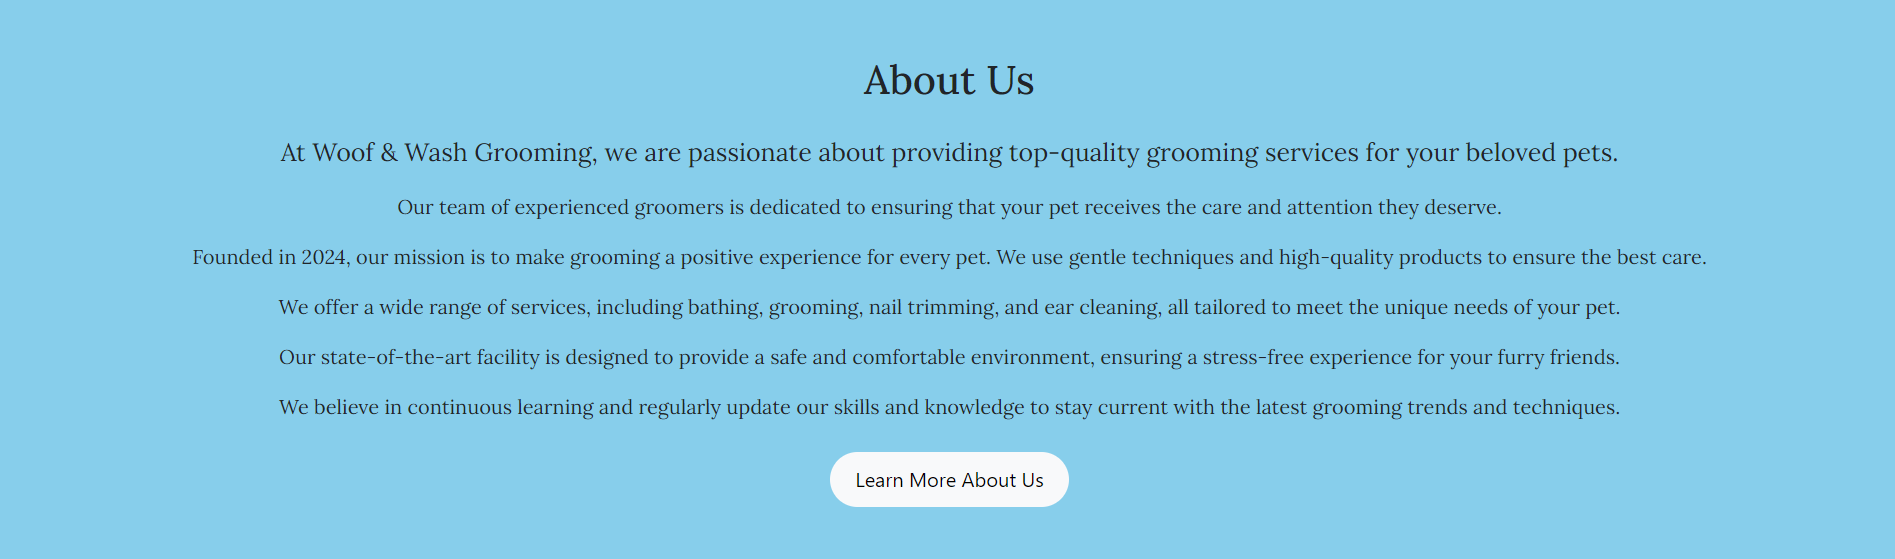 About Us
At Woof & Wash Grooming, we are passionate about providing top-quality grooming services for your beloved pets.
Our team of experienced groomers is dedicated to ensuring that your pet receives the care and attention they deserve.
Founded in 2024, our mission is to make grooming a positive experience for every pet. We use gentle techniques and high-quality products to ensure the best care.
We offer a wide range of services, including bathing, grooming, nail trimming, and ear cleaning, all tailored to meet the unique needs of your pet.
Our state-of-the-art facility is designed to provide a safe and comfortable environment, ensuring a stress-free experience for your furry friends.
We believe in continuous learning and regularly update our skills and knowledge to stay current with the latest grooming trends and techniques.
Learn More About Us